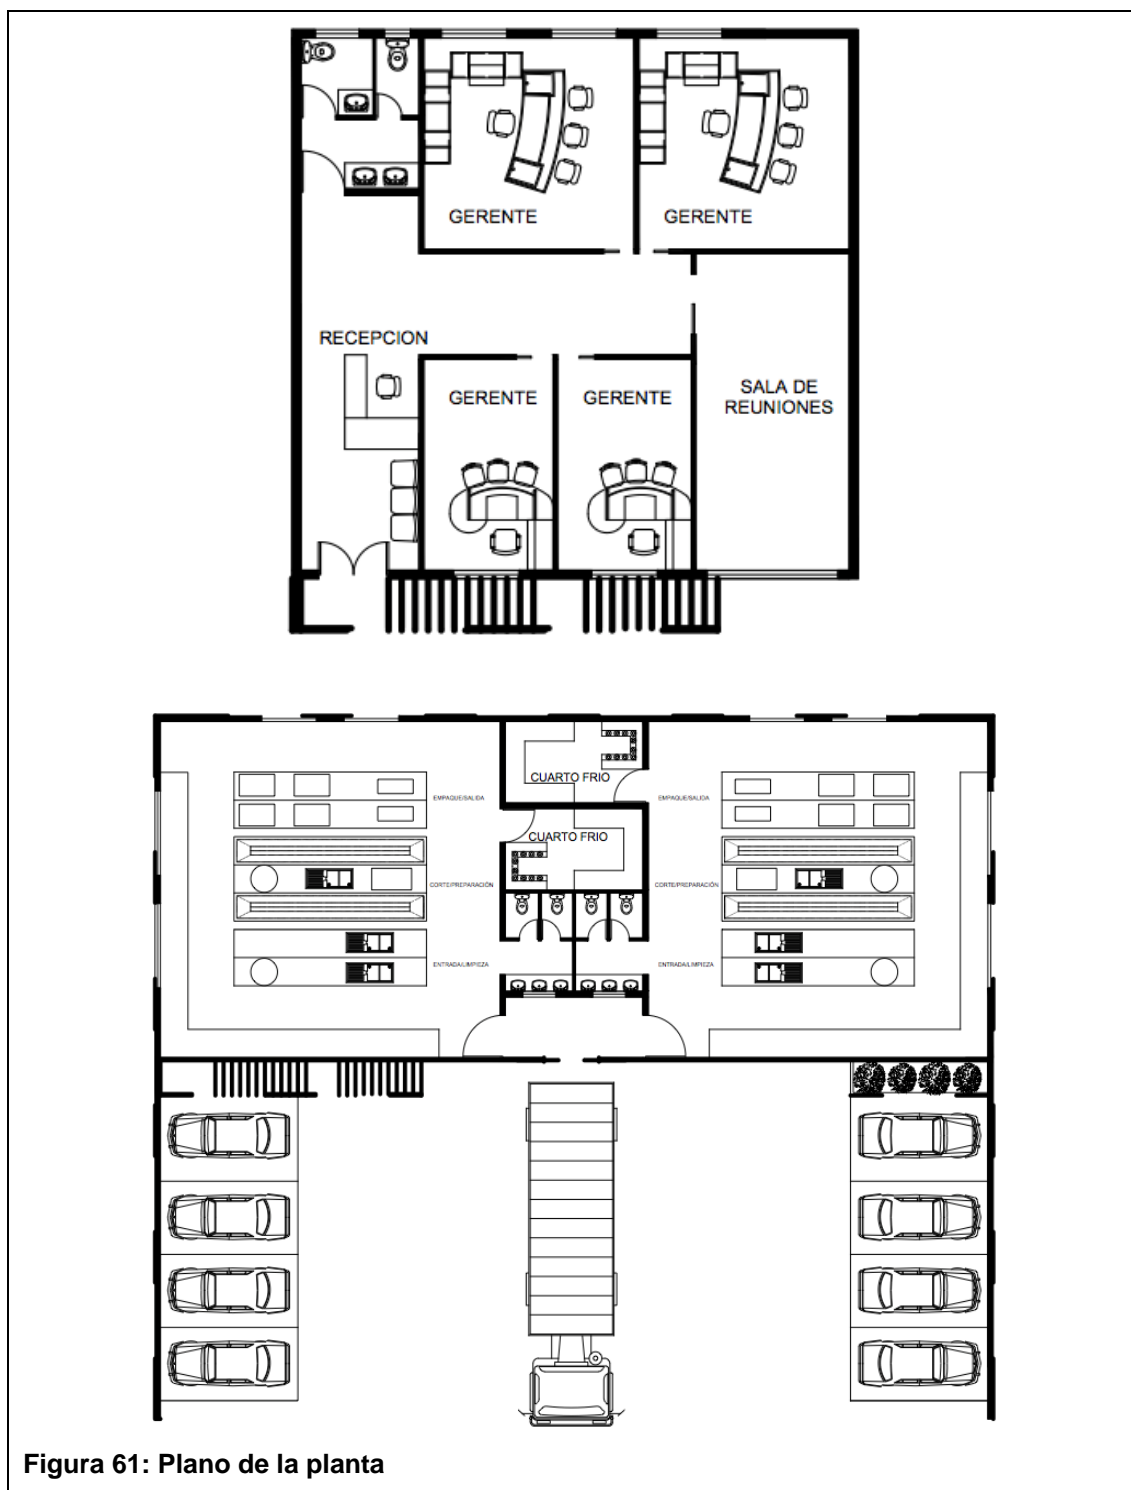 GERENTE
GERENTE
RECEPCION
GERENTE
GERENTE
SALA DE
REUNIONES
CUARTO FRIO
EMPAQUE/SALIDA
EMPAQUE/SALIDA
CUARTO FRIO
CORTE/PREPARACIÓN
CORTE/PREPARACIÓN
ENTRADA/LIMPIEZA
ENTRADA/LIMPIEZA
Figura 61: Plano de la planta